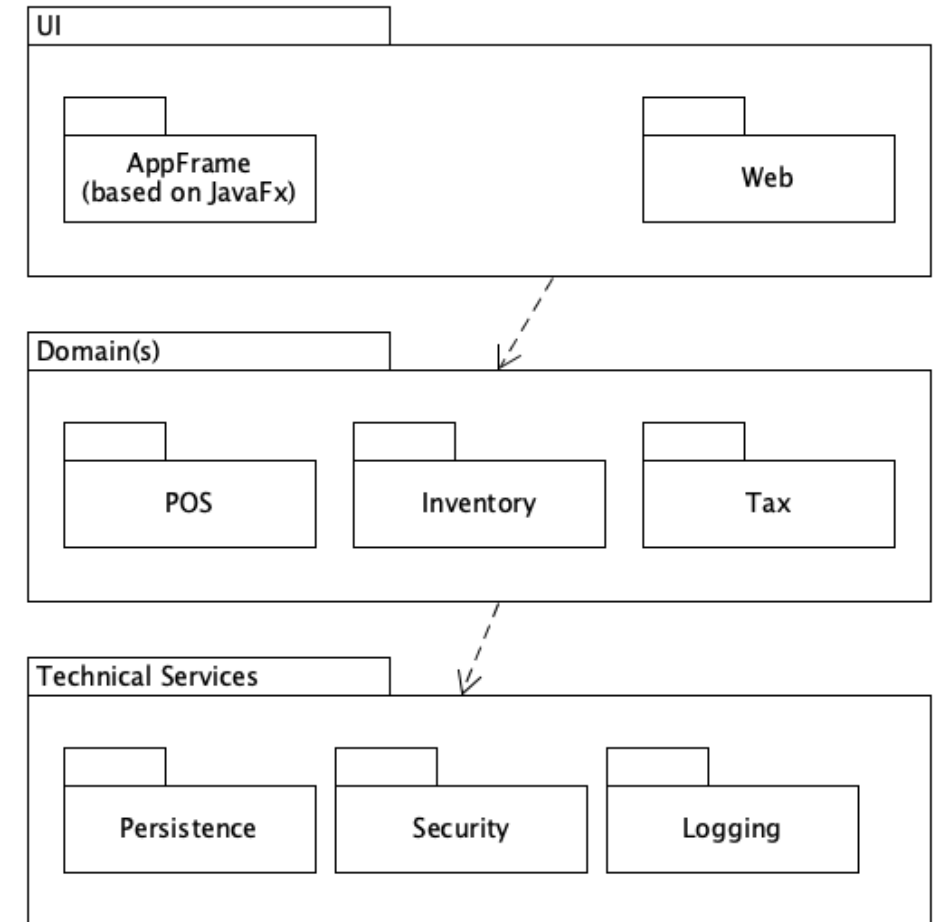 UI
AppFrame
(based on JavaFx)
Web
Domain(s)
POS
Inventory
Tax
Technical Services
Persistence
Security
Logging